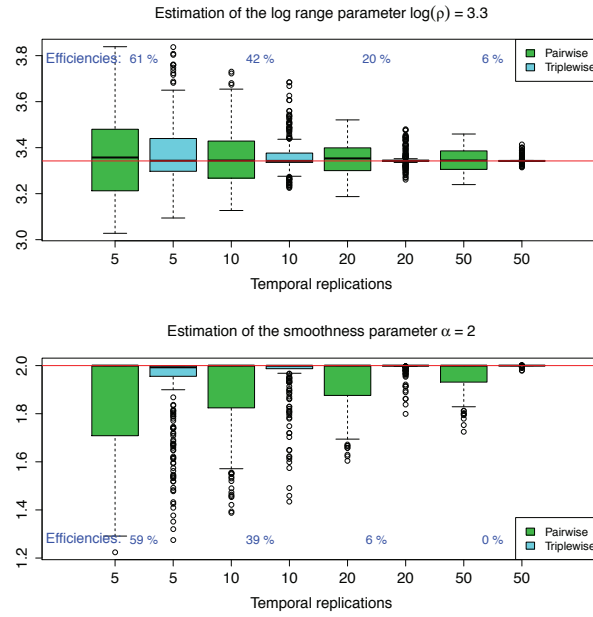 Estimation of the log range parameter log(ρ) = 3.3
Efficiencies: 61 % 42 % 20 % 6 %
Pairwise
Triplewise
3.8
3.6
3.4
3.2
3.0
5 5 10 10 20 20 50 50
Temporal replications
Estimation of the smoothness parameter α = 2
2.0
1.8
1.6
1.4
1.2
Efficiencies: 59 % 39 % 6 % 0 %
Pairwise
Triplewise
5 5 10 10 20 20 50 50
Temporal replications